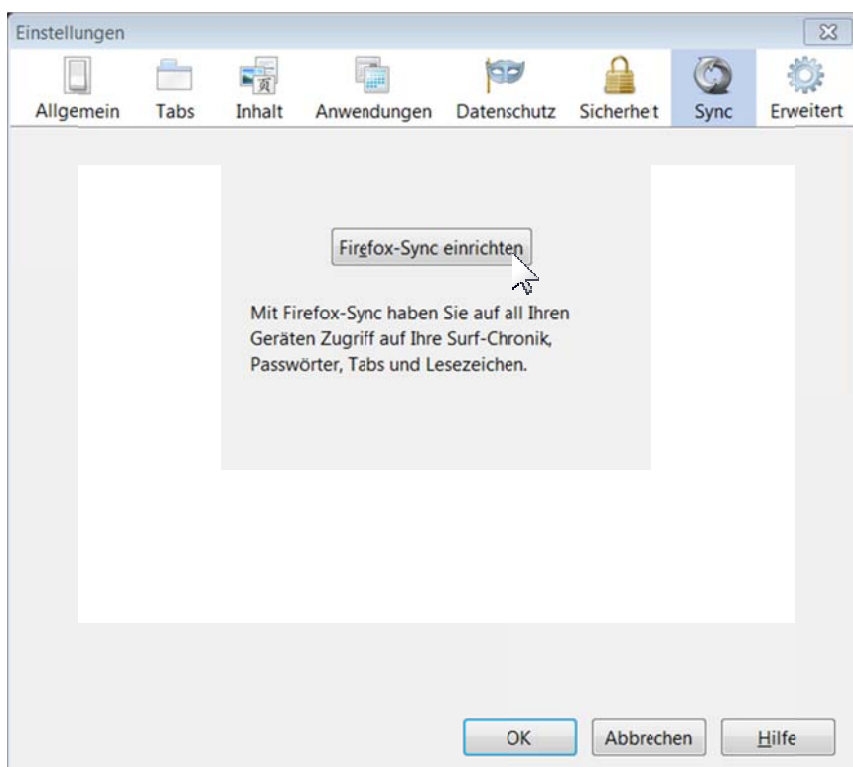 Einstellungen
Allgemein Tabs Inhalt Anwendungen Datenschutz Sicherheit Sync Erweitert
Firefox-Sync einrichten
Mit Firefox-Sync haben Sie auf all Ihren
Geräten Zugriff auf Ihre Surf-Chronik,
Passwörter, Tabs und Lesezeichen.
OK Abbrechen Hilfe